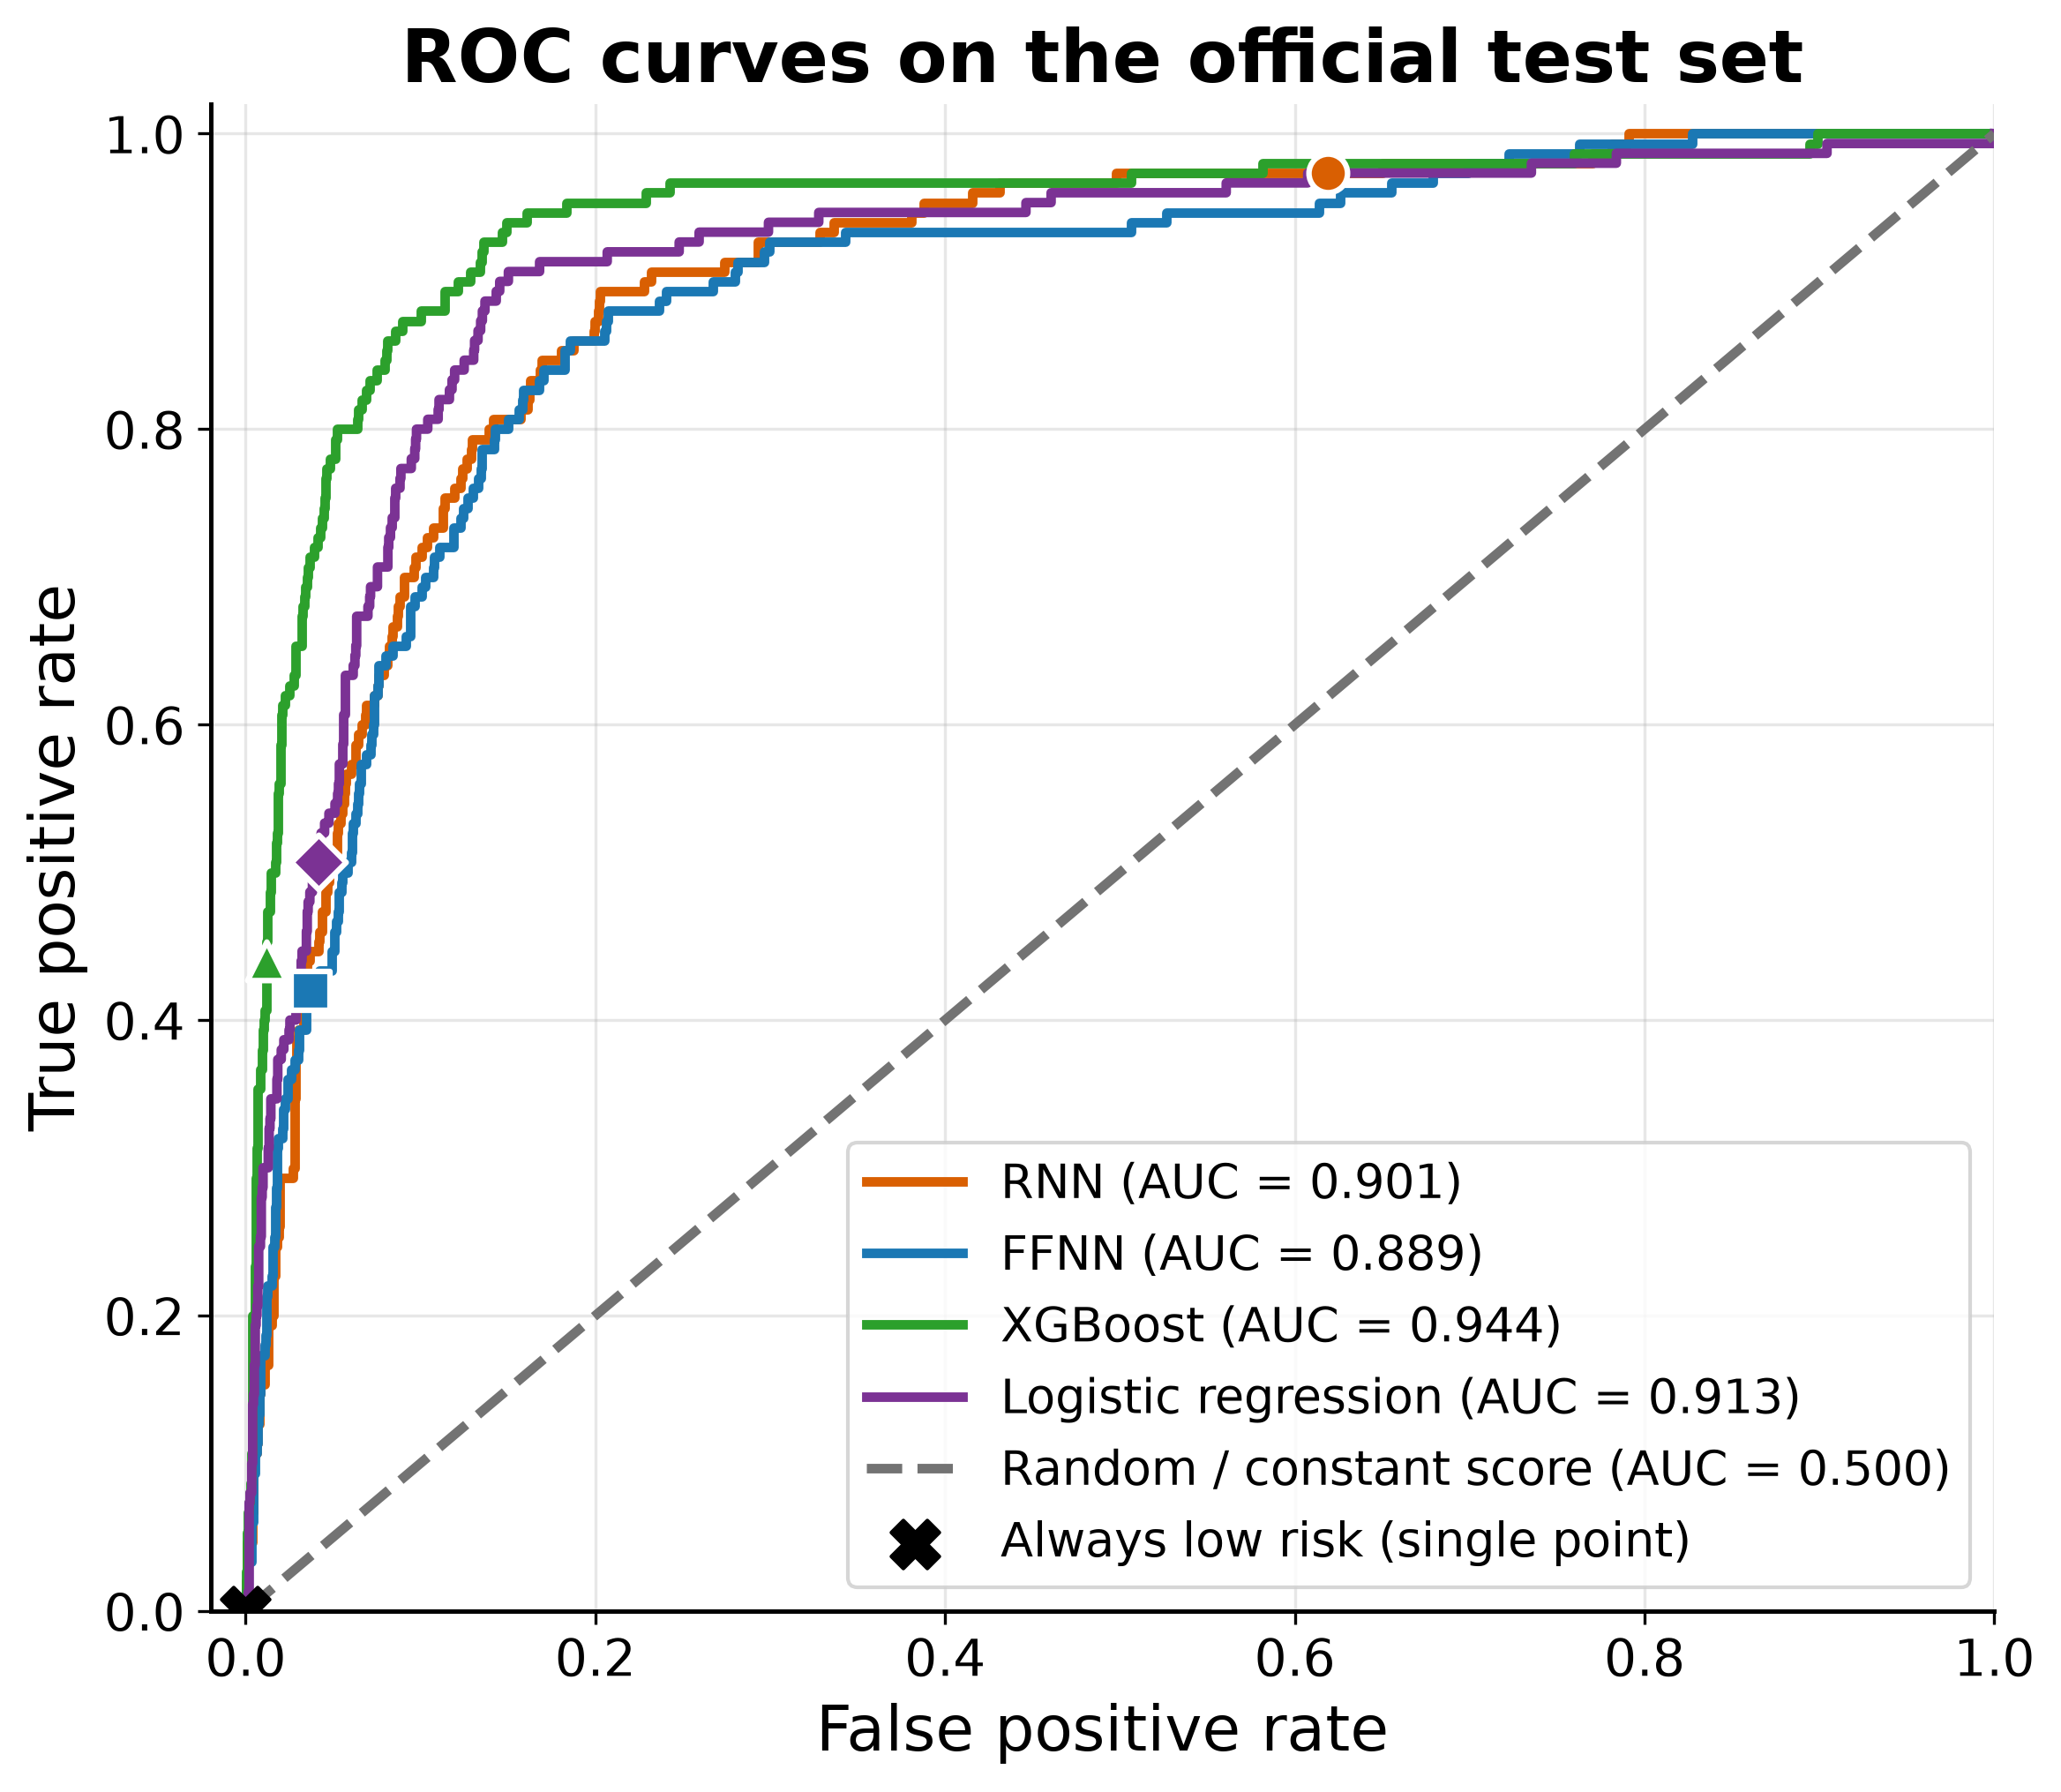 ROC curves on the official test set
True positive rate
1.0
0.8
0.6
0.4
0.2
0.0
0.0 0.2 0.4 0.6 0.8 1.0
False positive rate
RNN (AUC = 0.901)
FFNN (AUC = 0.889)
XGBoost (AUC = 0.944)
Logistic regression (AUC = 0.913)
Random / constant score (AUC = 0.500)
Always low risk (single point)